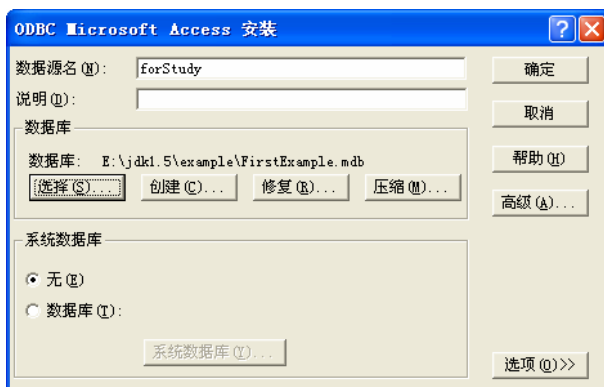 ODBC Microsoft Access 安装
数据源名(N): forStudy 确定
说明(D): 取消
数据库
数据库: E:\jdk1.5\example\FirstExample.mdb 帮助(H)
选择(S)... 创建(C)... 修复(R)... 压缩(M)... 高级(A)...
系统数据库
无(E)
数据库(T):
系统数据库(Y)... 选项(O)>>